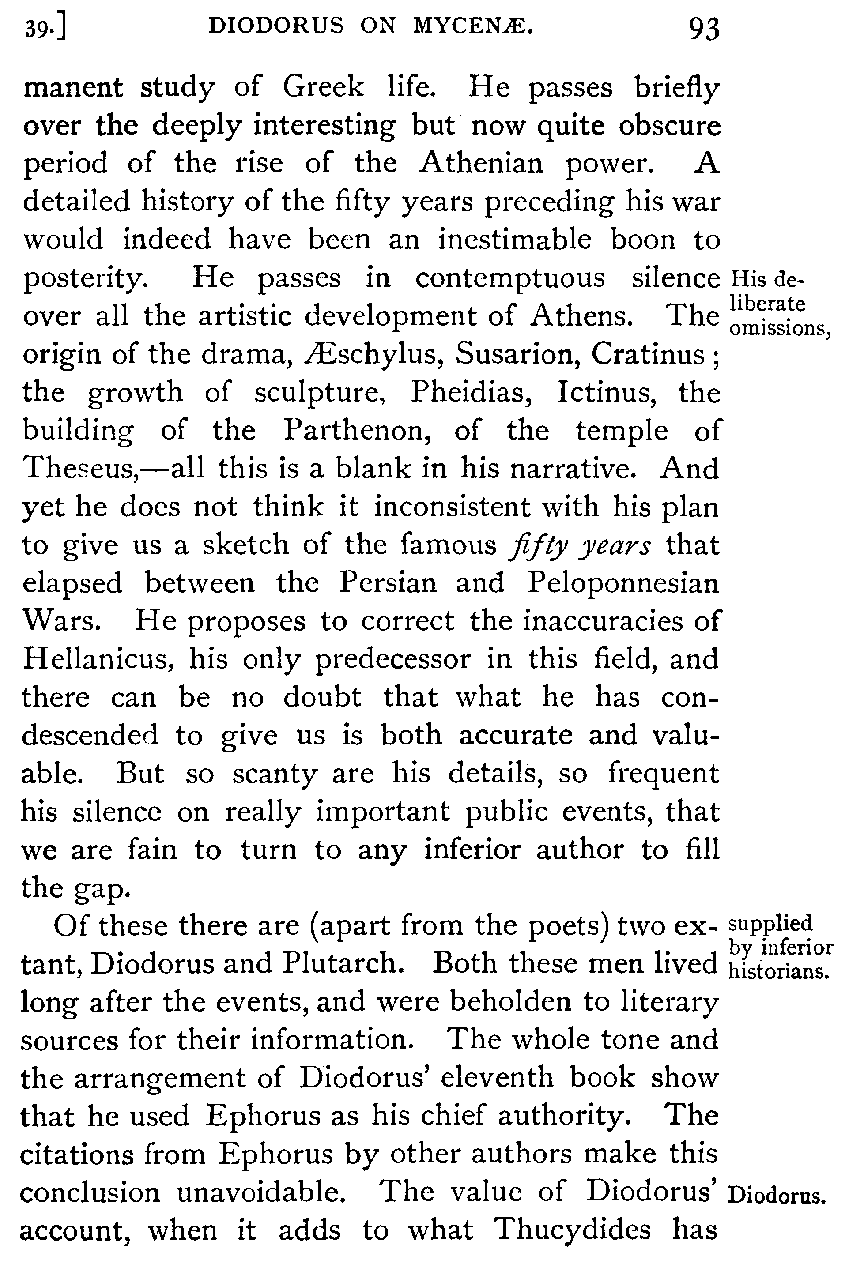 39.] DIODORUS ON MYCENÆ. 93
manent study of Greek life. He passes briefly
over the deeply interesting but now quite obscure
period of the rise of the Athenian power. A
detailed history of the fifty years preceding his war
would indeed have been an inestimable boon to
posterity. He passes in contemptuous silence
over all the artistic development of Athens. The
origin of the drama, Æschylus, Susarion, Cratinus ;
the growth of sculpture, Pheidias, Ictinus, the
building of the Parthenon, of the temple of
Theseus,—all this is a blank in his narrative. And
yet he does not think it inconsistent with his plan
to give us a sketch of the famous fifty years that
elapsed between the Persian and Peloponnesian
Wars. He proposes to correct the inaccuracies of
Hellanicus, his only predecessor in this field, and
there can be no doubt that what he has con-
descended to give us is both accurate and valu-
able. But so scanty are his details, so frequent
his silence on really important public events, that
we are fain to turn to any inferior author to fill
the gap.
Of these there are (apart from the poets) two ex-
tant, Diodorus and Plutarch. Both these men lived
long after the events, and were beholden to literary
sources for their information. The whole tone and
the arrangement of Diodorus' eleventh book show
that he used Ephorus as his chief authority. The
citations from Ephorus by other authors make this
conclusion unavoidable. The value of Diodorus'
account, when it adds to what Thucydides has
His de-
liberate
omissions,
supplied
by inferior
historians.
Diodorus.